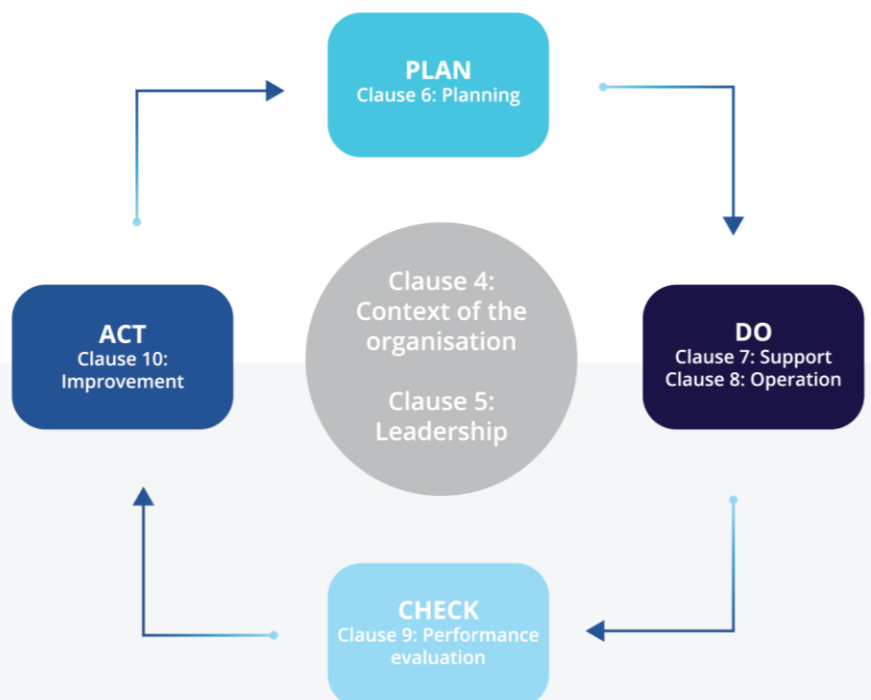 PLAN
Clause 6: Planning
Clause 4:
Context of the
organisation
Clause 5:
Leadership
ACT
Clause 10:
Improvement
DO
Clause 7: Support
Clause 8: Operation
CHECK
Clause 9: Performance
evaluation